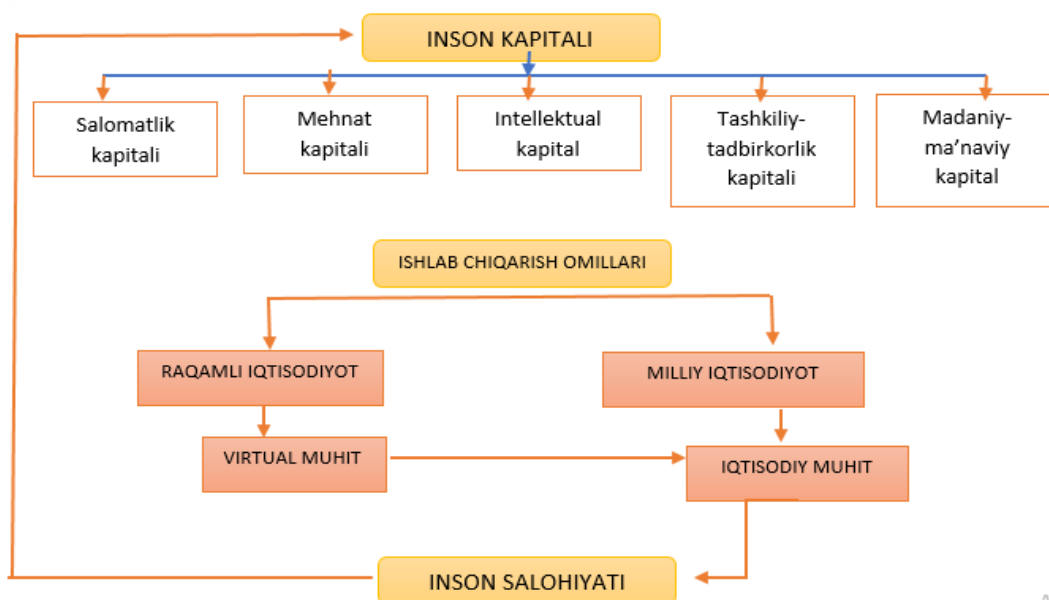 INSON KAPITALI
Salomatlik
kapitali
Mehnat
kapitali
Intellektual
kapital
Tashkiliy-
tadbirkorlik
kapitali
Madaniy-
ma’naviy
kapital
ISHLAB CHIQARISH OMILLARI
RAQAMLI IQTISODIYOT
MILLIY IQTISODIYOT
VIRTUAL MUHIT
IQTISODIY MUHIT
INSON SALOHIYATI